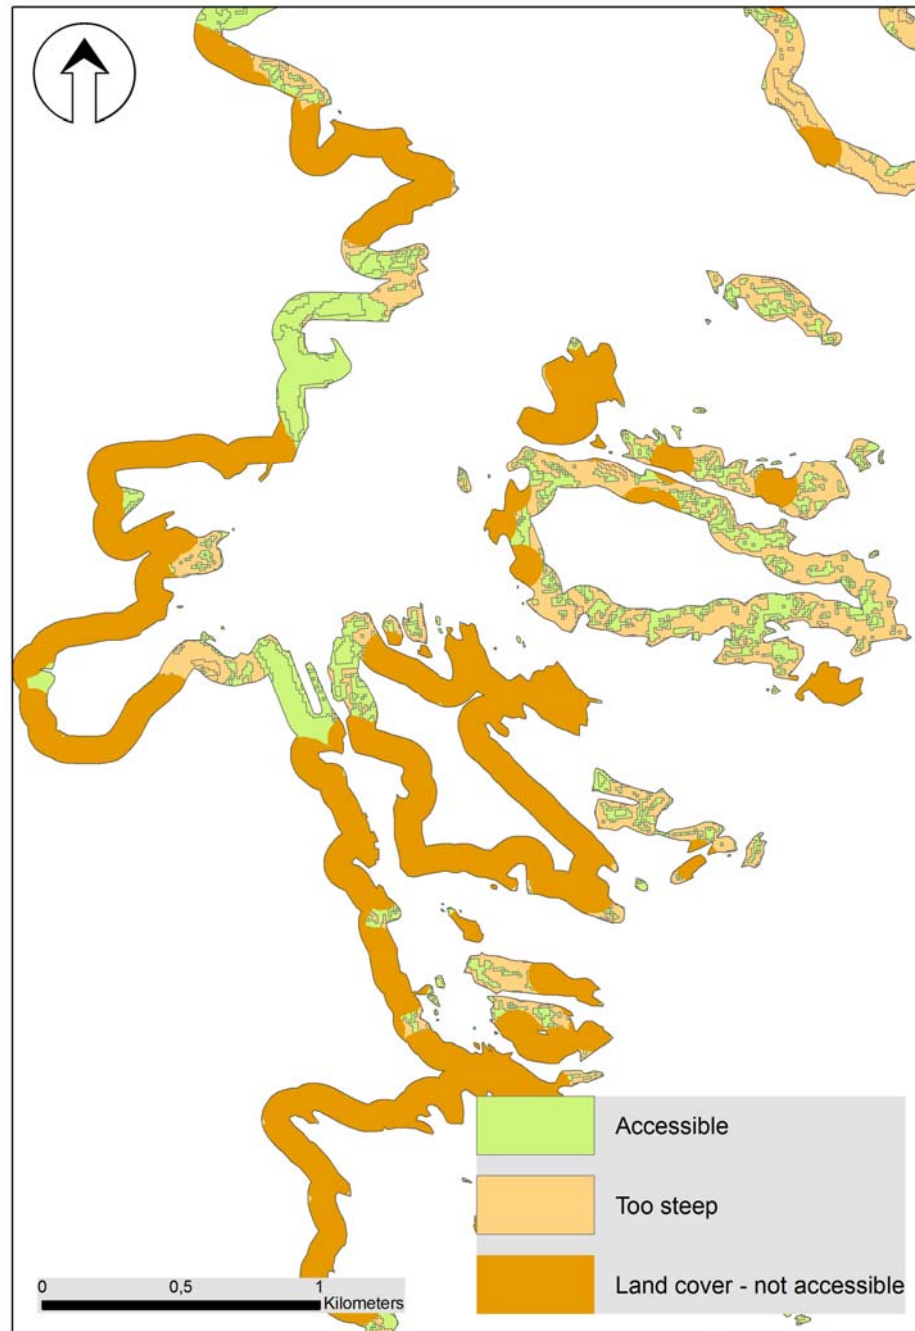 Accessible
Too steep
Land cover - not accessible
0 0,5 1
Kilometers